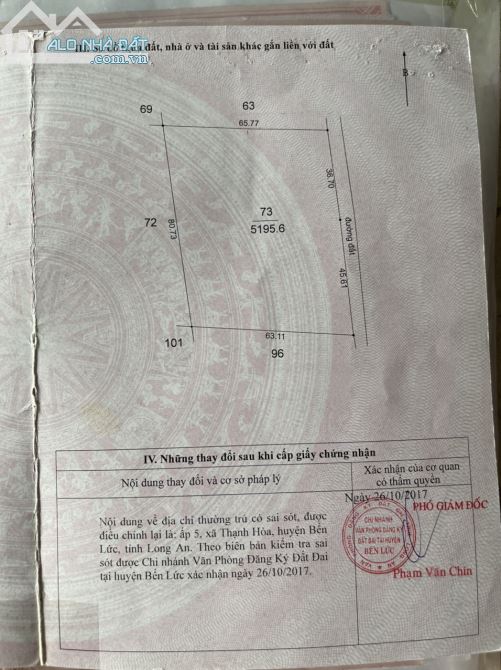 ALO NHÀ ĐẤT
.com.vn
đất, nhà ở và tài sản khác gắn liền với đất
B
69
63
65.77
36.70
72
80.73
73
5195.6
đường đất
45.61
101
63.11
96
IV. Những thay đổi sau khi cấp giấy chứng nhận
Nội dung thay đổi và cơ sở pháp lý
Xác nhận của cơ quan
có thẩm quyền
Ngày 26/10/2017
Nội dung về địa chỉ thường trú có sai sót, được
điều chỉnh lại là: ấp 5, xã Thạnh Hòa, huyện Bến
Lức, tỉnh Long An. Theo biên bản kiểm tra sai
sót được Chi nhánh Văn Phòng Đăng Ký Đất Đai
tại huyện Bến Lức xác nhận ngày 26/10/2017.
PHÓ GIÁM ĐỐC
CHI NHÁNH
VĂN PHÒNG ĐĂNG KÝ
ĐẤT ĐAI TẠI HUYỆN
BẾN LỨC
Phạm Văn Chín